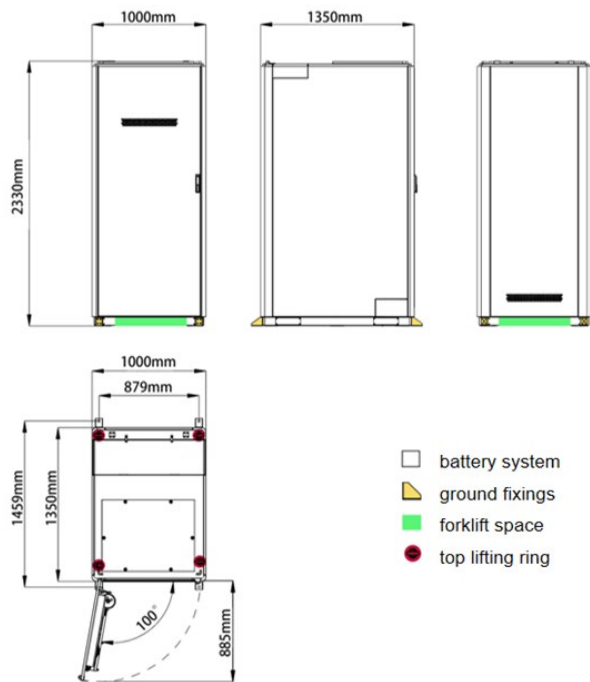 1000mm
1350mm
2330mm
1000mm
879mm
1459mm
1350mm
100°
885mm
battery system
ground fixings
forklift space
top lifting ring